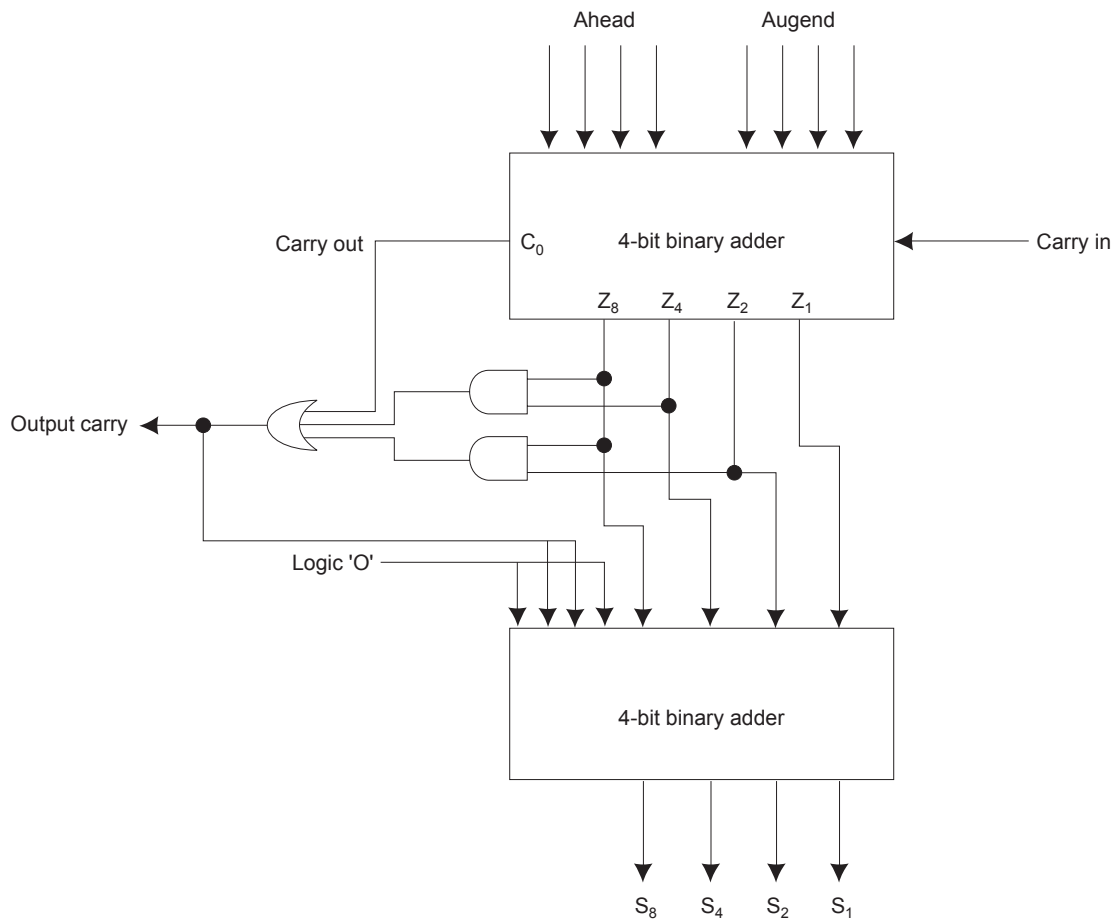 Ahead
Augend
Carry out
C₀
4-bit binary adder
Carry in
Z₈
Z₄
Z₂
Z₁
Output carry
Logic 'O'
4-bit binary adder
S₈
S₄
S₂
S₁